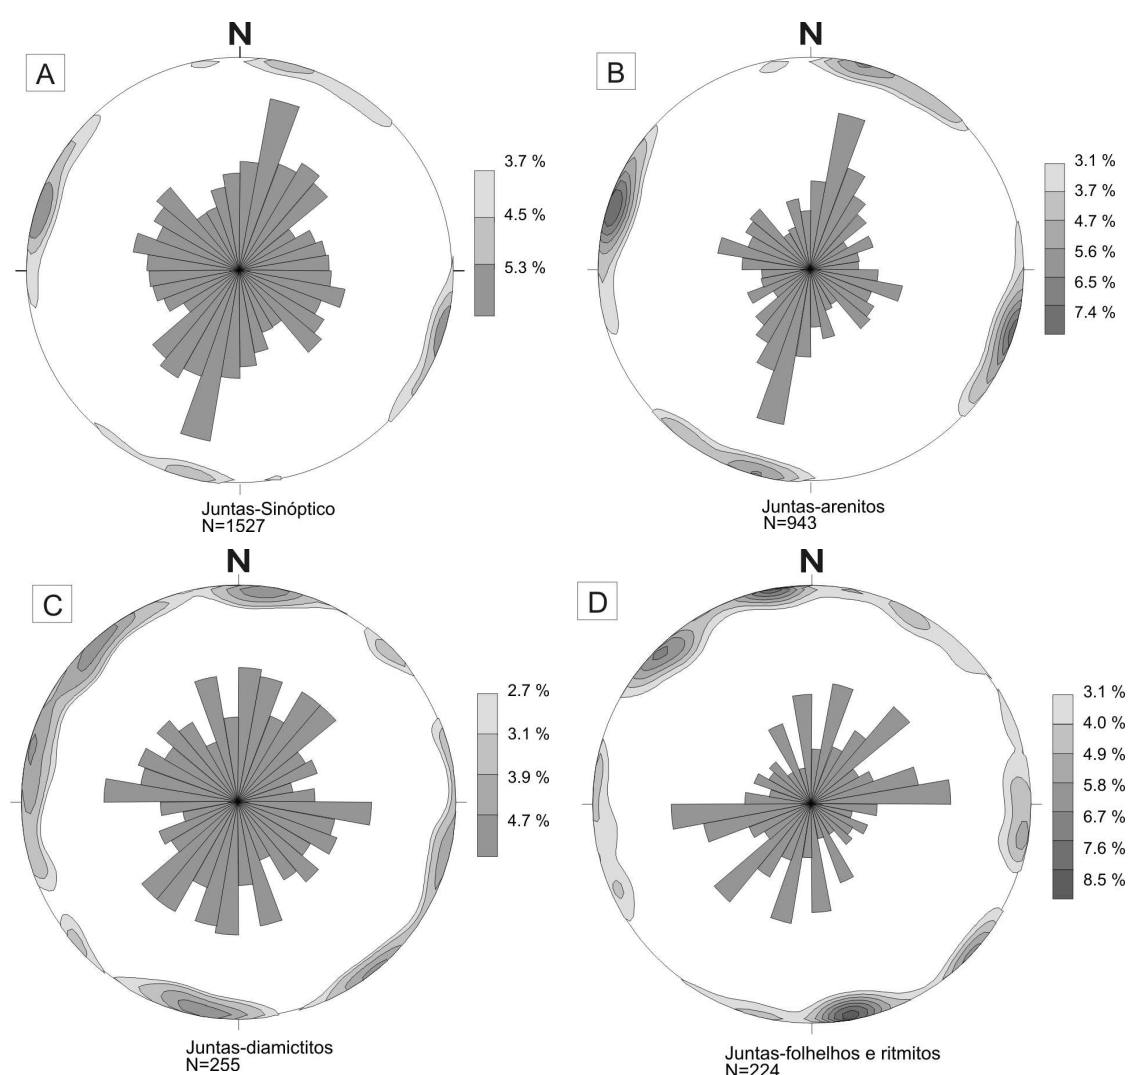 N
A
3.7 %
4.5 %
5.3 %
Juntas-Sinóptico
N=1527
N
B
3.1 %
3.7 %
4.7 %
5.6 %
6.5 %
7.4 %
Juntas-arenitos
N=943
N
C
2.7 %
3.1 %
3.9 %
4.7 %
Juntas-diamictitos
N=255
N
D
3.1 %
4.0 %
4.9 %
5.8 %
6.7 %
7.6 %
8.5 %
Juntas-folhelhos e ritmitos
N=224